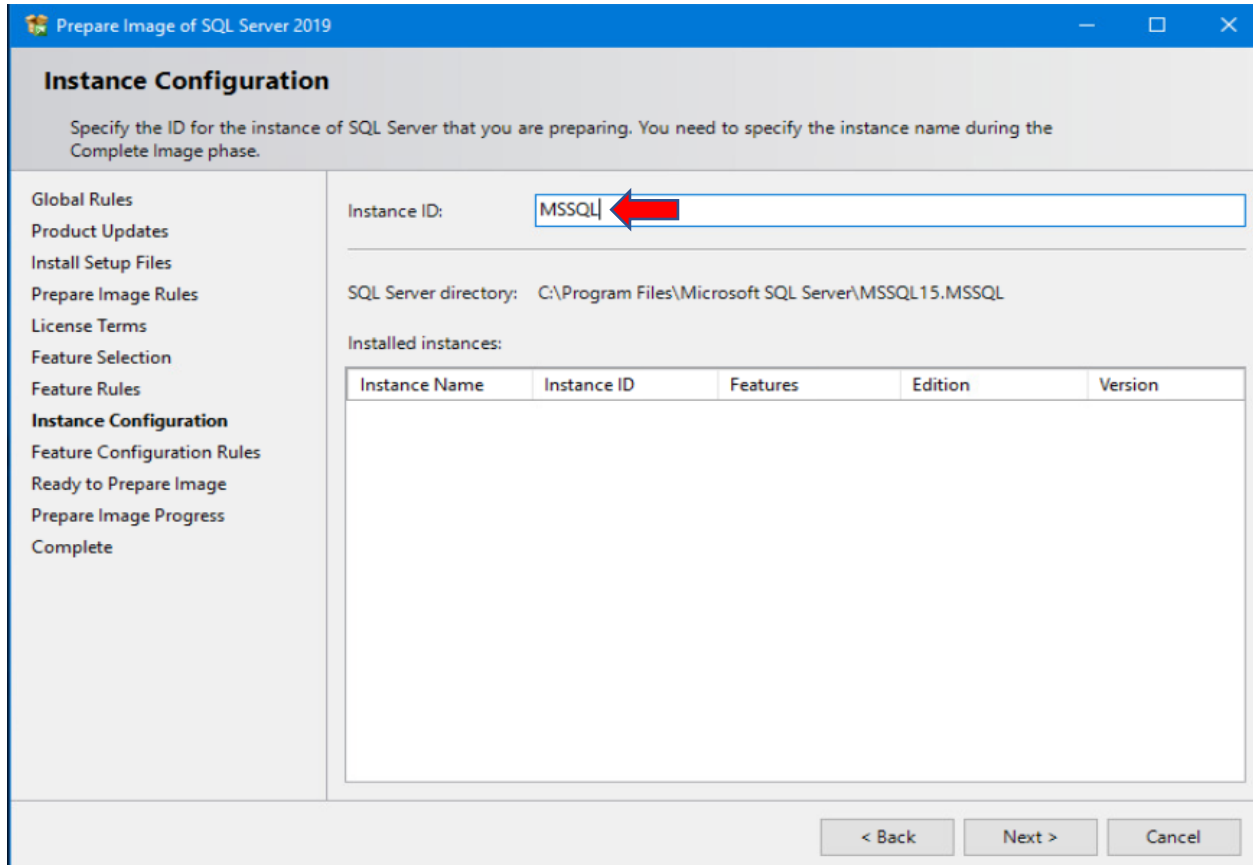 Prepare Image of SQL Server 2019
Instance Configuration
Specify the ID for the instance of SQL Server that you are preparing. You need to specify the instance name during the
Complete Image phase.
Global Rules
Product Updates
Install Setup Files
Prepare Image Rules
License Terms
Feature Selection
Feature Rules
Instance Configuration
Feature Configuration Rules
Ready to Prepare Image
Prepare Image Progress
Complete
Instance ID: MSSQL
SQL Server directory: C:\Program Files\Microsoft SQL Server\MSSQL15.MSSQL
Installed instances:
Instance Name Instance ID Features Edition Version
< Back Next > Cancel